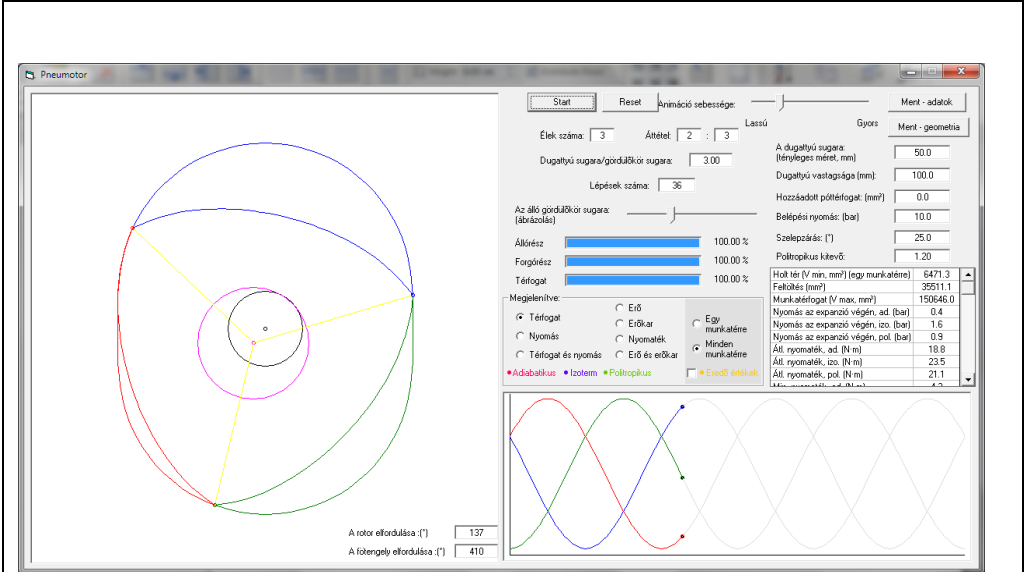 Pneumotor
Start Reset Animáció sebessége: Ment - adatok
Lassú Gyors Ment - geometria
Élek száma: 3 Áttétel: 2 : 3
A dugattyú sugara:
(tényleges méret, mm) 50.0
Dugattyú sugara/gördülőkör sugara: 3.00
Dugattyú vastagsága (mm): 100.0
Lépések száma: 36
Hozzáadott póttérfogat: (mm³) 0.0
Az álló gördülőkör sugara:
(ábrázolás)
Belépési nyomás: (bar) 10.0
Szelepzárás: (°) 25.0
Politropikus kitevő: 1.20
Állórész 100.00 %
Forgórész 100.00 %
Térfogat 100.00 %
Megjelenítve:
Térfogat
Nyomás
Térfogat és nyomás
Erő
Erőkar
Nyomaték
Erő és erőkar
Egy
munkatérre
Minden
munkatérre
Adiabatikus Izoterm Politropikus Eredő értékek
Holt tér (V min, mm³) (egy munkatérre) 6471.3
Feltöltés (mm³) 35511.1
Munkatérfogat (V max, mm³) 150646.0
Nyomás az expanzió végén, ad. (bar) 0.4
Nyomás az expanzió végén, izo. (bar) 1.6
Nyomás az expanzió végén, pol. (bar) 0.9
Átl. nyomaték, ad. (N·m) 18.8
Átl. nyomaték, izo. (N·m) 23.5
Átl. nyomaték, pol. (N·m) 21.1
A rotor elfordulása :(°) 137
A főtengely elfordulása :(°) 410